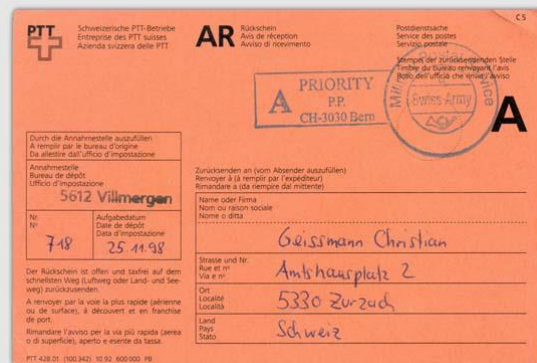 C5
PTT
Schweizerische PTT-Betriebe
Entreprise des PTT suisses
Azienda svizzera delle PTT
AR
Rückschein
Avis de réception
Avviso di ricevimento
Postdienstsache
Service des postes
Servizio postale
Stempel der zurücksendenden Stelle
Timbre du bureau renvoyant l'avis
Bollo dell'ufficio che rinvia l'avviso
A PRIORITY
P.P.
CH-3030 Bern
Swiss Army
A
Durch die Annahmestelle auszufüllen
A remplir par le bureau d'origine
Da allestire dall'ufficio d'impostazione
Annahmestelle
Bureau de dépôt
Ufficio d'impostazione
5612 Villmergen
Nr.
N°
718
Aufgabedatum
Date de dépôt
Data d'impostazione
25.11.98
Der Rückschein ist offen und taxfrei auf dem
schnellsten Weg (Luftweg oder Land- und See-
weg) zurückzusenden.
A renvoyer par la voie la plus rapide (aérienne
ou de surface), à découvert et en franchise
de port.
Rimandare l'avviso per la via più rapida (aerea
o di superficie), aperto e esente da tassa.
PTT 428.01 (100.342) 10.92 600 000 PB
Zurücksenden an (vom Absender auszufüllen)
Renvoyer à (à remplir par l'expéditeur)
Rimandare a (da riempire dal mittente)
Name oder Firma
Nom ou raison sociale
Nome o ditta
Geissmann Christian
Strasse und Nr.
Rue et n°
Via e n°
Amtshausplatz 2
Ort
Localité
Località
5330 Zurzach
Land
Pays
Stato
Schweiz